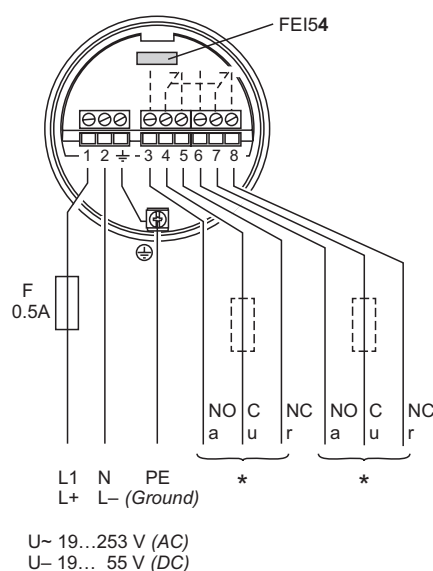 FEI54
1 2 3 4 5 6 7 8
F
0.5A
NO C NC NO C NC
a u r a u r
L1 N PE * *
L+ L– (Ground)
U~ 19...253 V (AC)
U– 19... 55 V (DC)